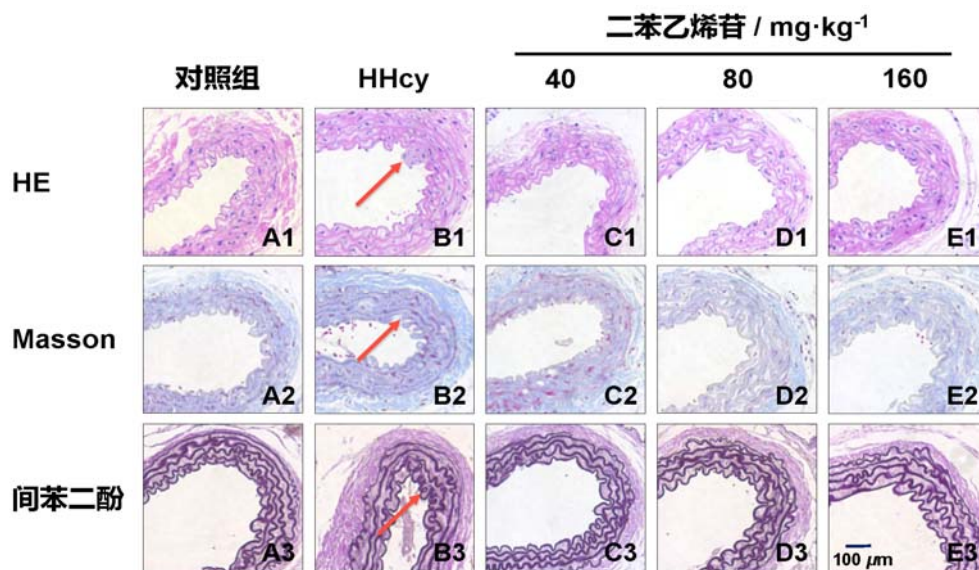 二苯乙烯苷 / mg·kg⁻¹
对照组 HHcy 40 80 160
HE
A1 B1 C1 D1 E1
Masson
A2 B2 C2 D2 E2
间苯二酚
A3 B3 C3 D3 E3
100 μm